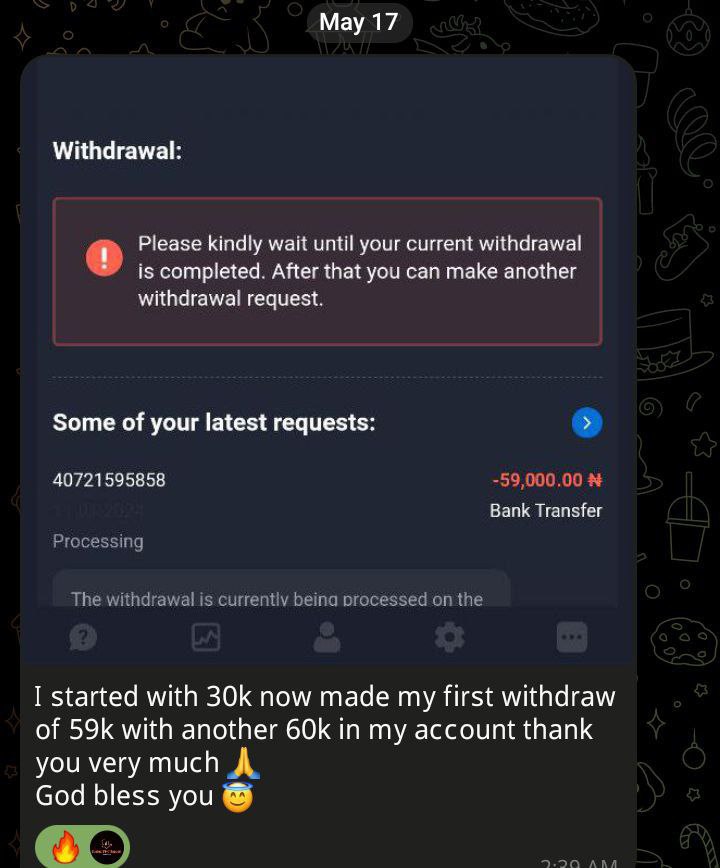 May 17
Withdrawal:
Please kindly wait until your current withdrawal
is completed. After that you can make another
withdrawal request.
Some of your latest requests:
40721595858
-59,000.00 ₦
Bank Transfer
Processing
The withdrawal is currently being processed on the
I started with 30k now made my first withdraw
of 59k with another 60k in my account thank
you very much 🙏
God bless you 😇
2:39 AM